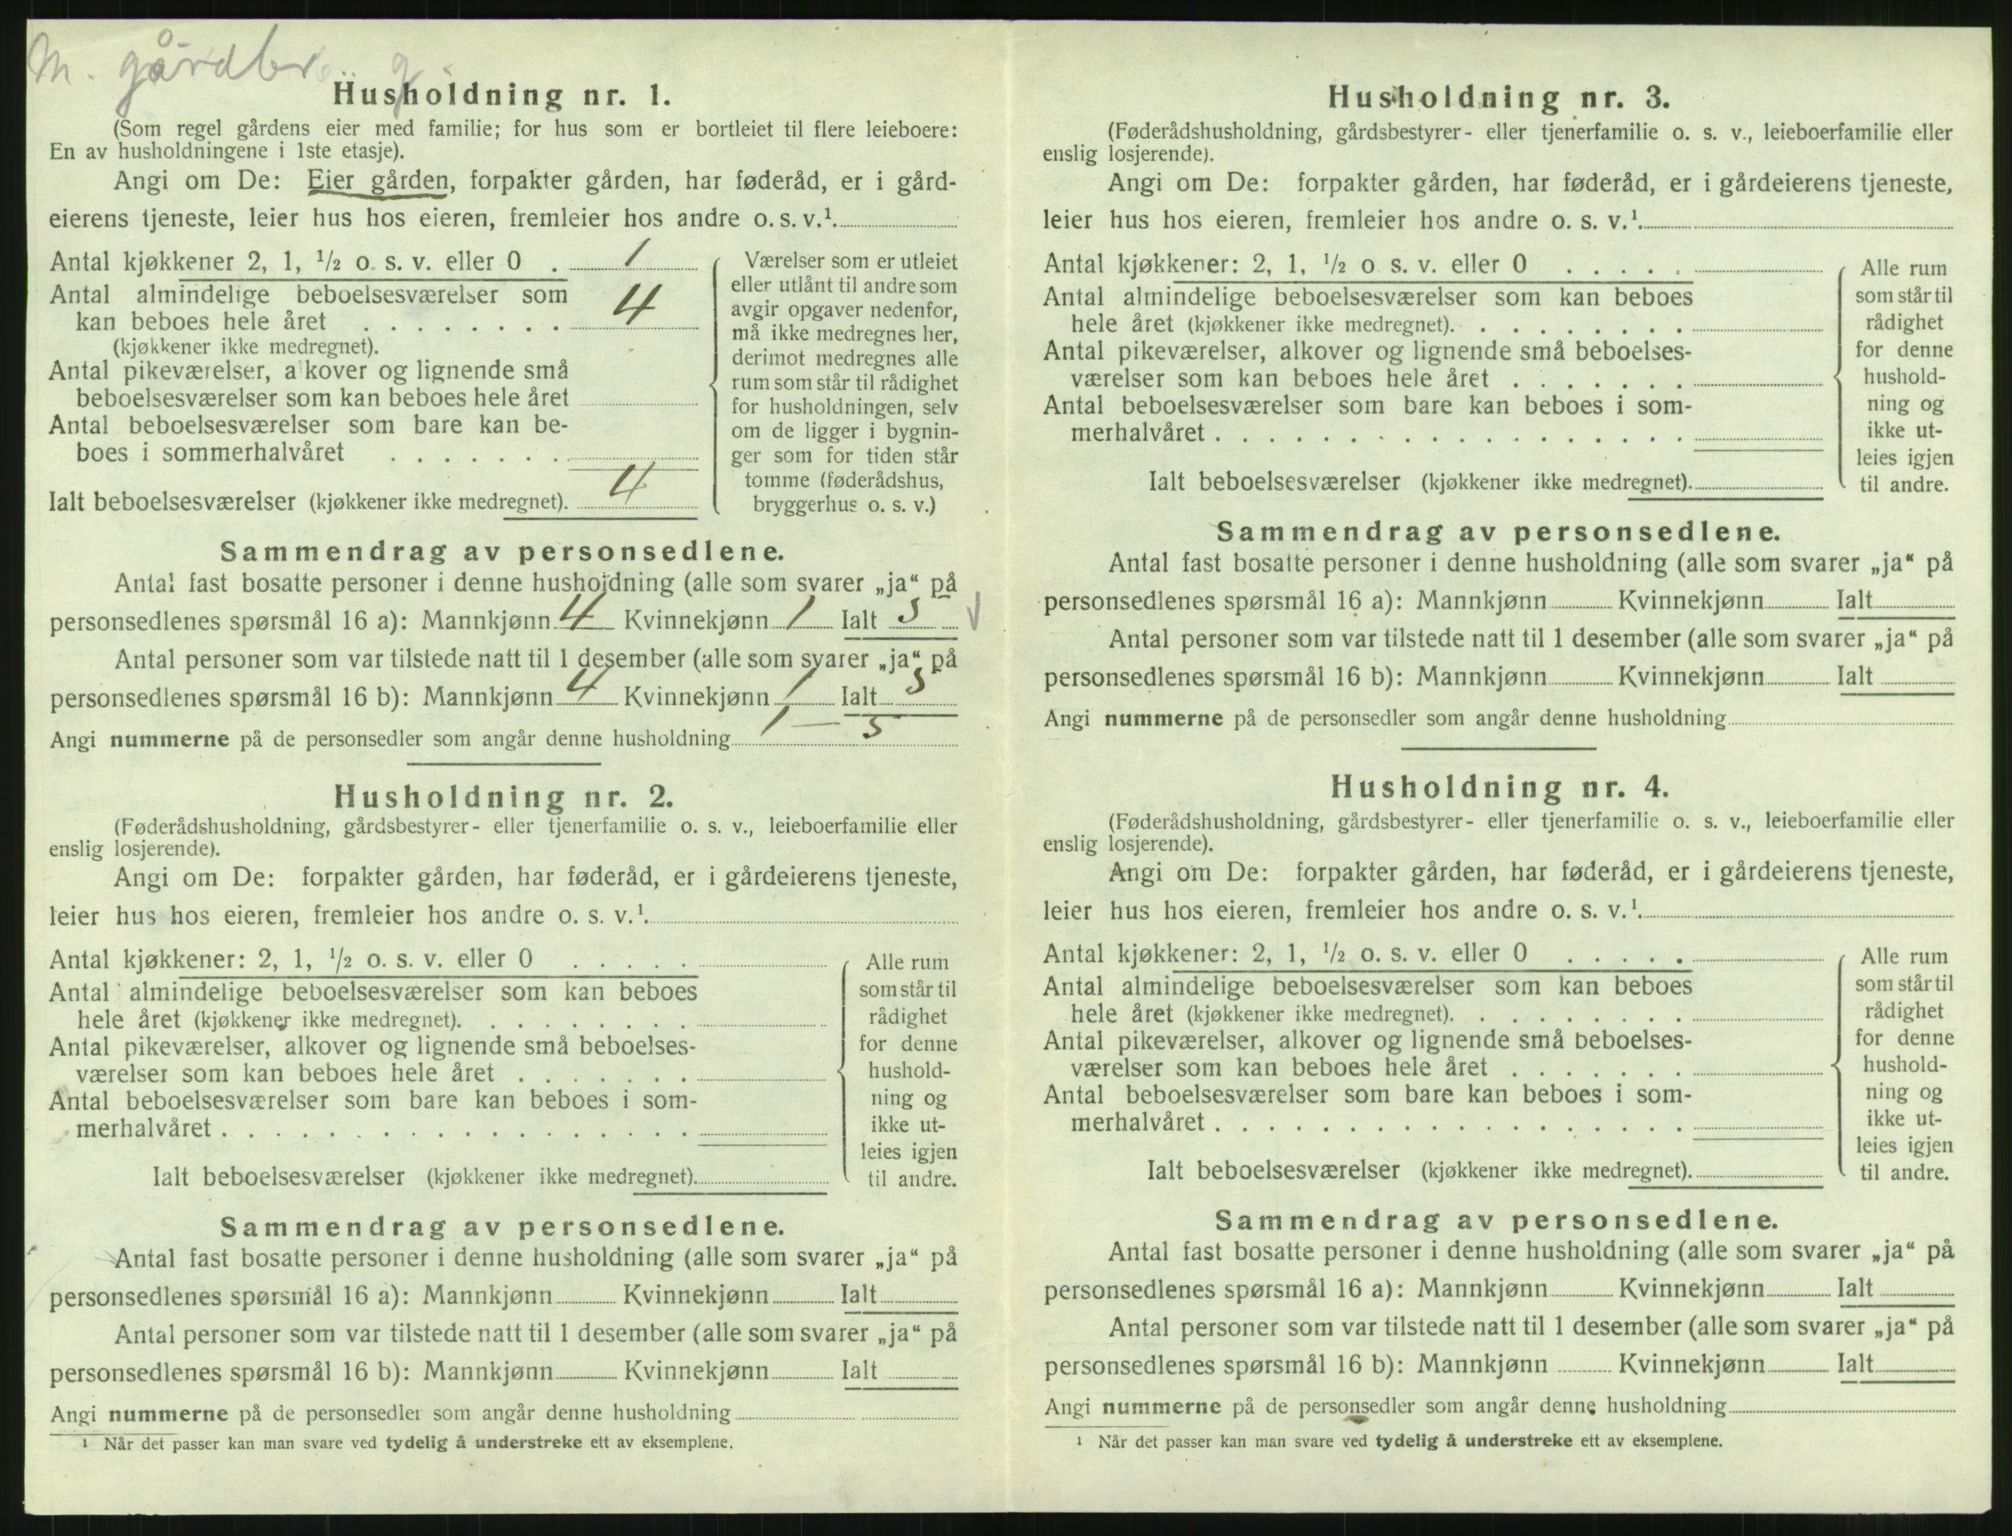 M. gårdbr. g.
Husholdning nr. 1.
(Som regel gårdens eier med familie; for hus som er bortleiet til flere leieboere:
En av husholdningene i 1ste etasje).
Angi om De: Eier gården, forpakter gården, har føderåd, er i gård-
eierens tjeneste, leier hus hos eieren, fremleier hos andre o. s. v.¹
Antal kjøkkener 2, 1, ½ o. s. v. eller 0 . 1
Antal almindelige beboelsesværelser som
kan beboes hele året . . . . . . . . 4
(kjøkkener ikke medregnet).
Antal pikeværelser, alkover og lignende små
beboelsesværelser som kan beboes hele året
Antal beboelsesværelser som bare kan be-
boes i sommerhalvåret . . . . . . .
Ialt beboelsesværelser (kjøkkener ikke medregnet). 4
Værelser som er utleiet
eller utlånt til andre som
avgir opgaver nedenfor,
må ikke medregnes her,
derimot medregnes alle
rum som står til rådighet
for husholdningen, selv
om de ligger i bygnin-
ger som for tiden står
tomme (føderådshus,
bryggerhus o. s. v.)
Sammendrag av personsedlene.
Antal fast bosatte personer i denne husholdning (alle som svarer „ja“ på
personsedlenes spørsmål 16 a): Mannkjønn 4 Kvinnekjønn 1 Ialt 5
Antal personer som var tilstede natt til 1 desember (alle som svarer „ja“ på
personsedlenes spørsmål 16 b): Mannkjønn 4 Kvinnekjønn 1 Ialt 5
Angi nummerne på de personsedler som angår denne husholdning 1 — 5
Husholdning nr. 2.
(Føderådshusholdning, gårdsbestyrer- eller tjenerfamilie o. s. v., leieboerfamilie eller
enslig losjerende).
Angi om De: forpakter gården, har føderåd, er i gårdeierens tjeneste,
leier hus hos eieren, fremleier hos andre o. s. v.¹
Antal kjøkkener: 2, 1, ½ o. s. v. eller 0 . . . . .
Antal almindelige beboelsesværelser som kan beboes
hele året (kjøkkener ikke medregnet). . . . . . . . .
Antal pikeværelser, alkover og lignende små beboelses-
værelser som kan beboes hele året . . . . . . .
Antal beboelsesværelser som bare kan beboes i som-
merhalvåret . . . . . . . . . . . . . . . . . .
Ialt beboelsesværelser (kjøkkener ikke medregnet).
Alle rum
som står til
rådighet
for denne
hushold-
ning og
ikke ut-
leies igjen
til andre.
Sammendrag av personsedlene.
Antal fast bosatte personer i denne husholdning (alle som svarer „ja“ på
personsedlenes spørsmål 16 a): Mannkjønn Kvinnekjønn Ialt
Antal personer som var tilstede natt til 1 desember (alle som svarer „ja“ på
personsedlenes spørsmål 16 b): Mannkjønn Kvinnekjønn Ialt
Angi nummerne på de personsedler som angår denne husholdning
¹ Når det passer kan man svare ved tydelig å understreke ett av eksemplene.
Husholdning nr. 3.
(Føderådshusholdning, gårdsbestyrer- eller tjenerfamilie o. s. v., leieboerfamilie eller
enslig losjerende).
Angi om De: forpakter gården, har føderåd, er i gårdeierens tjeneste,
leier hus hos eieren, fremleier hos andre o. s. v.¹
Antal kjøkkener: 2, 1, ½ o s. v. eller 0 . . . . .
Antal almindelige beboelsesværelser som kan beboes
hele året (kjøkkener ikke medregnet). . . . . . . . .
Antal pikeværelser, alkover og lignende små beboelses-
værelser som kan beboes hele året . . . . . . .
Antal beboelsesværelser som bare kan beboes i som-
merhalvåret . . . . . . . . . . . . . . . . . .
Ialt beboelsesværelser (kjøkkener ikke medregnet).
Alle rum
som står til
rådighet
for denne
hushold-
ning og
ikke ut-
leies igjen
til andre.
Sammendrag av personsedlene.
Antal fast bosatte personer i denne husholdning (alle som svarer „ja“ på
personsedlenes spørsmål 16 a): Mannkjønn Kvinnekjønn Ialt
Antal personer som var tilstede natt til 1 desember (alle som svarer „ja“ på
personsedlenes spørsmål 16 b): Mannkjønn Kvinnekjønn Ialt
Angi nummerne på de personsedler som angår denne husholdning
Husholdning nr. 4.
(Føderådshusholdning, gårdsbestyrer- eller tjenerfamilie o. s. v., leieboerfamilie eller
enslig losjerende).
Angi om De: forpakter gården, har føderåd, er i gårdeierens tjeneste,
leier hus hos eieren, fremleier hos andre o. s. v.¹
Antal kjøkkener: 2, 1, ½ o. s. v. eller 0 . . . . .
Antal almindelige beboelsesværelser som kan beboes
hele året (kjøkkener ikke medregnet). . . . . . . . .
Antal pikeværelser, alkover og lignende små beboelses-
værelser som kan beboes hele året . . . . . . .
Antal beboelsesværelser som bare kan beboes i som-
merhalvåret . . . . . . . . . . . . . . . . . .
Ialt beboelsesværelser (kjøkkener ikke medregnet).
Alle rum
som står til
rådighet
for denne
hushold-
ning og
ikke ut-
leies igjen
til andre.
Sammendrag av personsedlene.
Antal fast bosatte personer i denne husholdning (alle som svarer „ja“ på
personsedlenes spørsmål 16 a): Mannkjønn Kvinnekjønn Ialt
Antal personer som var tilstede natt til 1 desember (alle som svarer „ja“ på
personsedlenes spørsmål 16 b): Mannkjønn Kvinnekjønn Ialt
Angi nummerne på de personsedler som angår denne husholdning
¹ Når det passer kan man svare ved tydelig å understreke ett av eksemplene.